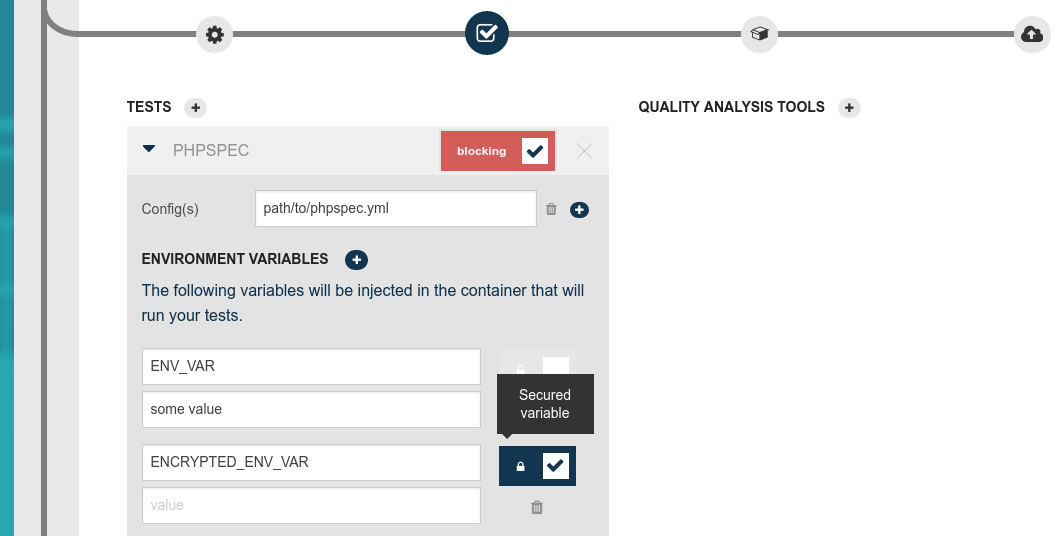 TESTS
QUALITY ANALYSIS TOOLS
PHPSPEC
blocking
Config(s)
path/to/phpspec.yml
ENVIRONMENT VARIABLES
The following variables will be injected in the container that will
run your tests.
ENV_VAR
some value
Secured
variable
ENCRYPTED_ENV_VAR
value